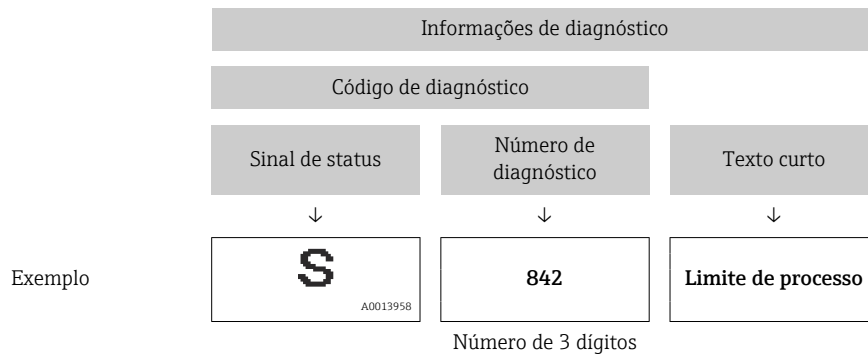 Informações de diagnóstico
Código de diagnóstico
Sinal de status
Número de
diagnóstico
Texto curto
↓ ↓ ↓
Exemplo
S
A0013958
842
Limite de processo
Número de 3 dígitos